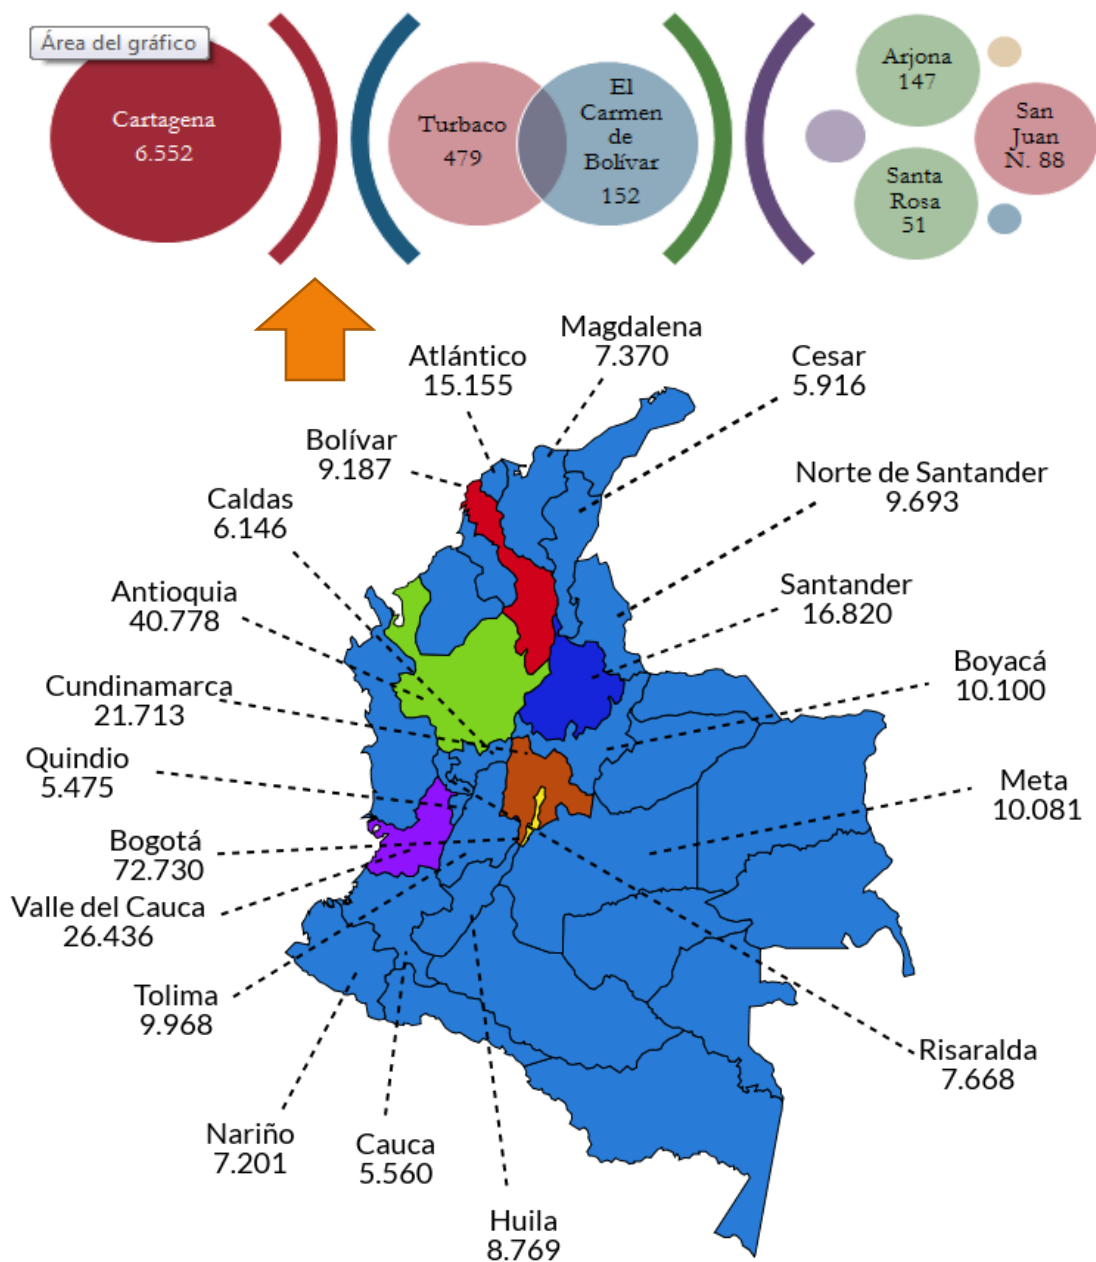 Área del gráfico
Cartagena
6.552
Turbaco
479
El
Carmen
de
Bolívar
152
Arjona
147
San
Juan
N. 88
Santa
Rosa
51
Magdalena
7.370
Atlántico
15.155
Cesar
5.916
Bolívar
9.187
Norte de Santander
9.693
Caldas
6.146
Santander
16.820
Antioquia
40.778
Boyacá
10.100
Cundinamarca
21.713
Quindio
5.475
Meta
10.081
Bogotá
72.730
Valle del Cauca
26.436
Tolima
9.968
Risaralda
7.668
Nariño
7.201
Cauca
5.560
Huila
8.769